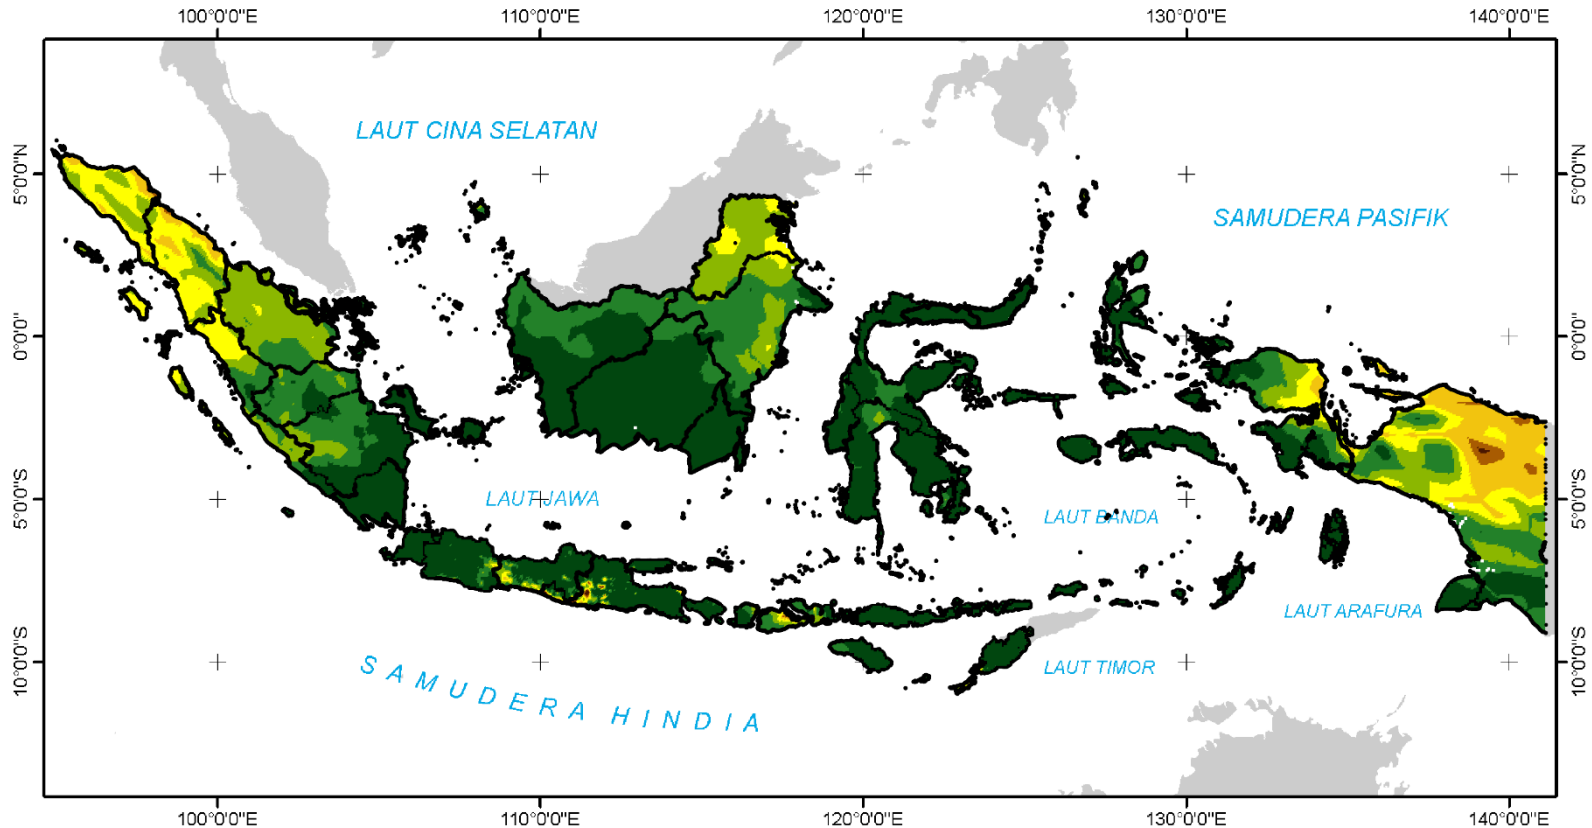 100°0'0"E 110°0'0"E 120°0'0"E 130°0'0"E 140°0'0"E
LAUT CINA SELATAN
5°0'0"N 5°0'0"N
SAMUDERA PASIFIK
0°0'0" 0°0'0"
5°0'0"S 5°0'0"S
LAUT JAWA
LAUT BANDA
LAUT ARAFURA
10°0'0"S 10°0'0"S
LAUT TIMOR
SAMUDERA HINDIA
100°0'0"E 110°0'0"E 120°0'0"E 130°0'0"E 140°0'0"E